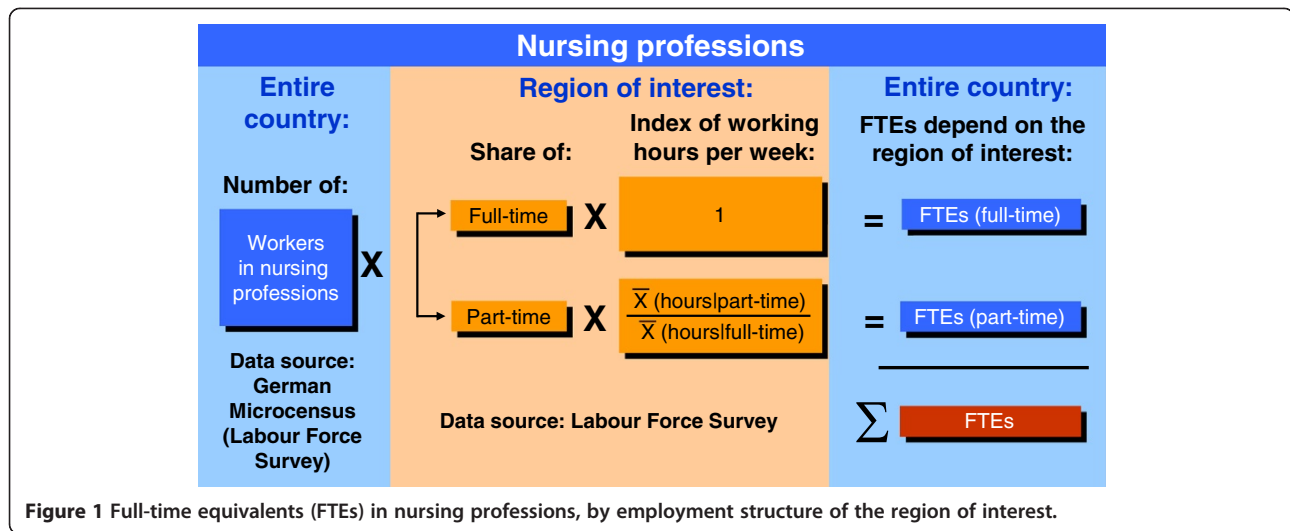 Nursing professions
Entire
country:
Number of:
Workers
in nursing
professions
X
Data source:
German
Microcensus
(Labour Force
Survey)
Region of interest:
Share of:
Index of working
hours per week:
Full-time X 1
Part-time X X̅ (hours|part-time)
X̅ (hours|full-time)
Data source: Labour Force Survey
Entire country:
FTEs depend on the
region of interest:
= FTEs (full-time)
= FTEs (part-time)
∑ FTEs
Figure 1 Full-time equivalents (FTEs) in nursing professions, by employment structure of the region of interest.